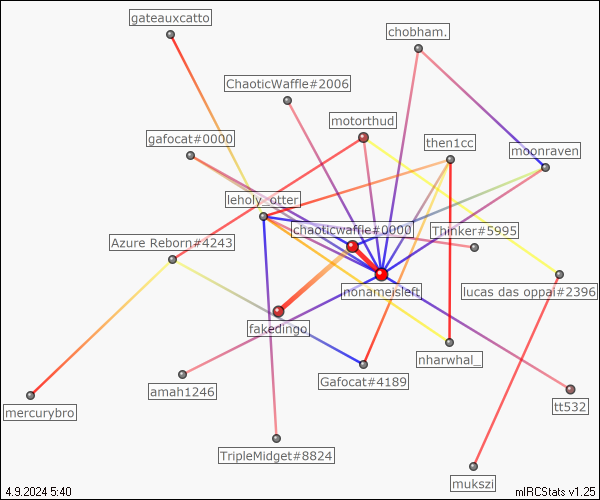 gateauxcatto
chobham.
ChaoticWaffle#2006
motorthud
gafocat#0000
then1cc
moonraven
leholy_otter
chaoticwaffle#0000
Thinker#5995
Azure Reborn#4243
nonameisleft
lucas das oppai#2396
fakedingo
nharwhal_
Gafocat#4189
amah1246
mercurybro
tt532
TripleMidget#8824
mukszi
4.9.2024 5:40
mIRCStats v1.25